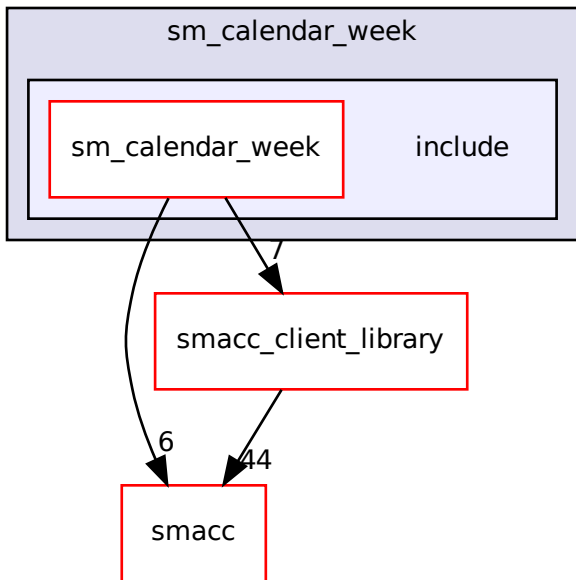 sm_calendar_week
sm_calendar_week
include
7
smacc_client_library
6
44
smacc